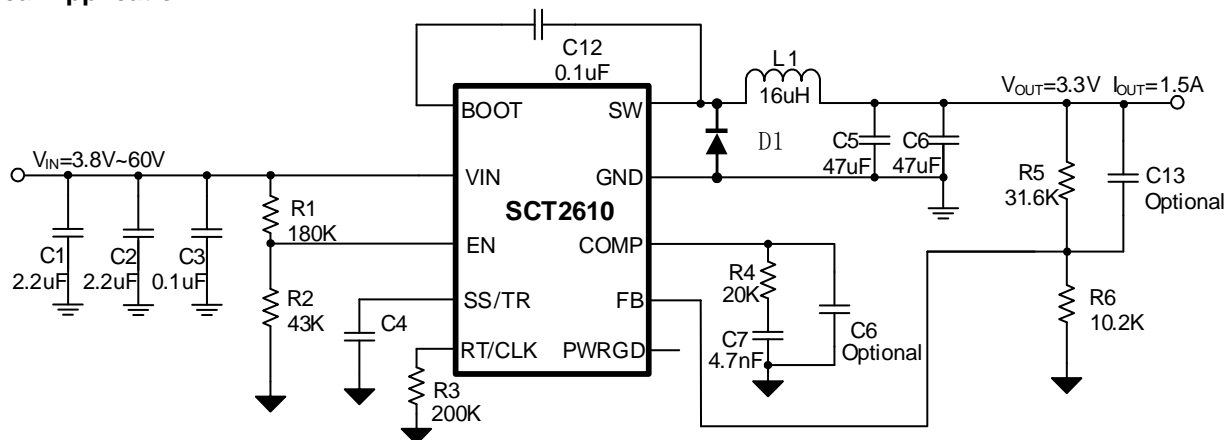 C12
0.1uF
L1
16uH
VOUT=3.3V IOUT=1.5A
BOOT
SW
D1
C5
47uF
C6
47uF
R5
31.6K
C13
Optional
VIN=3.8V~60V
VIN
GND
SCT2610
R1
180K
EN
COMP
C1
2.2uF
C2
2.2uF
C3
0.1uF
R2
43K
SS/TR
C4
FB
R4
20K
C7
4.7nF
C6
Optional
R6
10.2K
RT/CLK
PWRGD
R3
200K